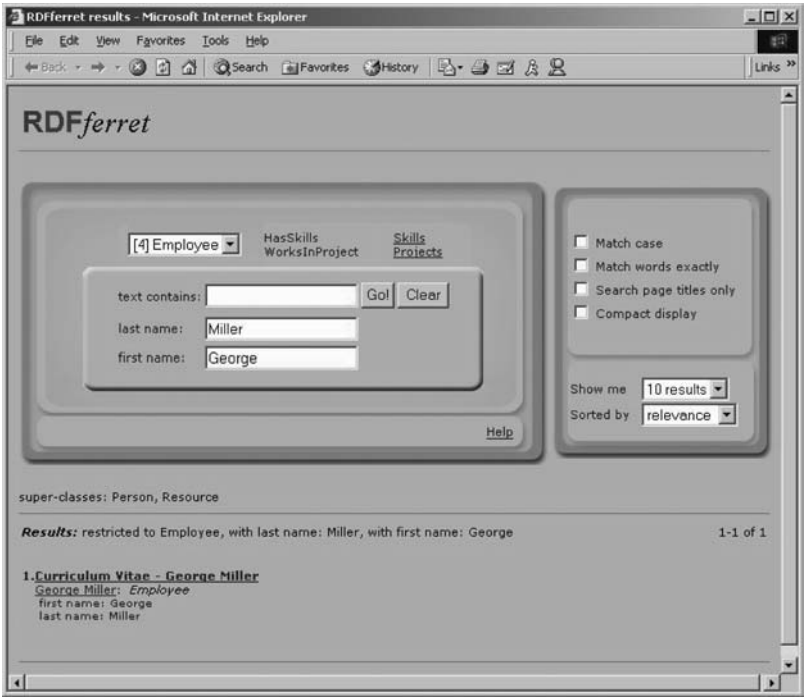 RDFferret results - Microsoft Internet Explorer
File Edit View Favorites Tools Help
Back Search Favorites History Links »
RDFferret
[4] Employee HasSkills Skills
WorksInProject Projects
text contains: Go! Clear
last name: Miller
first name: George
Help
Match case
Match words exactly
Search page titles only
Compact display
Show me 10 results
Sorted by relevance
super-classes: Person, Resource
Results: restricted to Employee, with last name: Miller, with first name: George 1-1 of 1
1.Curriculum Vitae - George Miller
George Miller: Employee
first name: George
last name: Miller